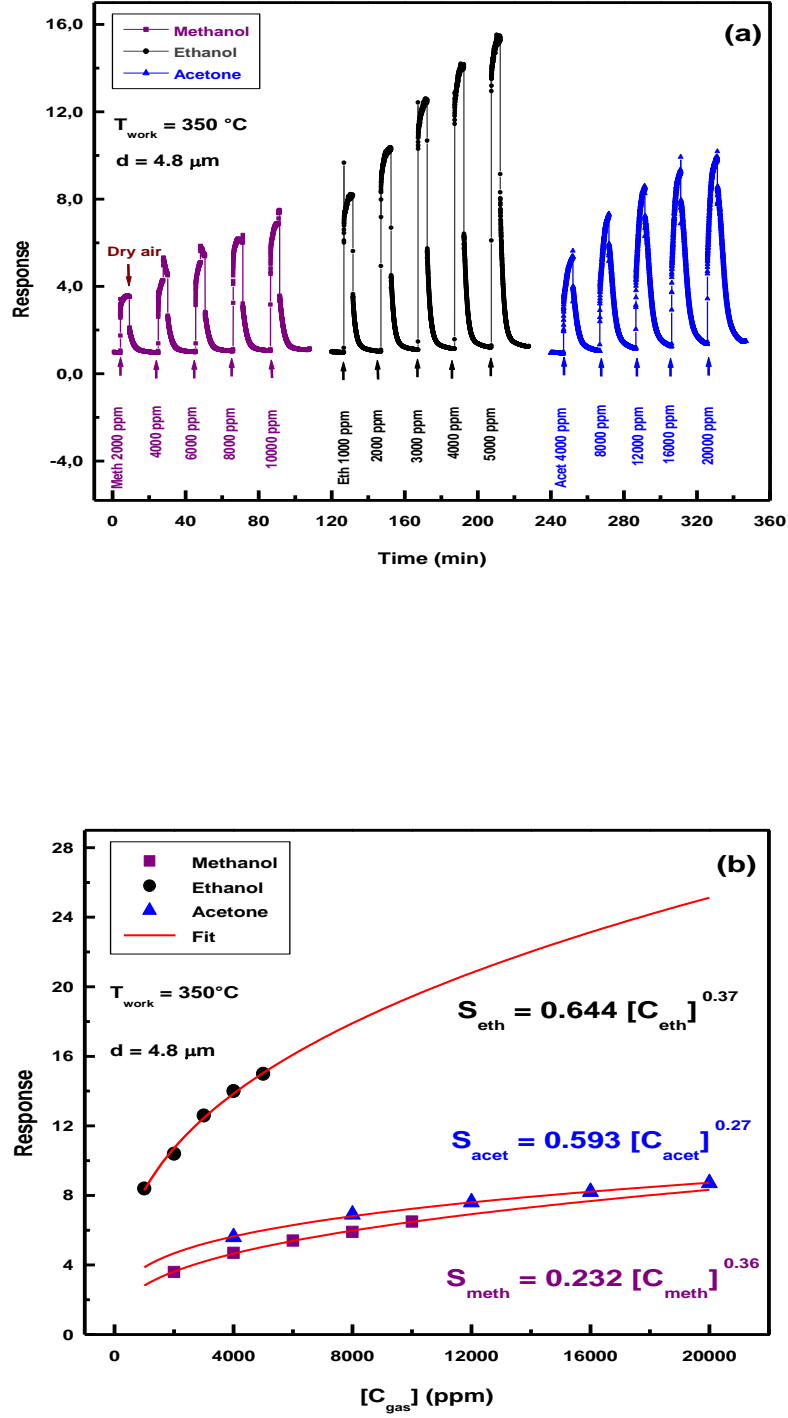 (a)
Methanol
Ethanol
Acetone
T_work = 350 °C
d = 4.8 μm
Dry air
16,0
12,0
8,0
4,0
0,0
-4,0
Response
Meth 2000 ppm
4000 ppm
6000 ppm
8000 ppm
10000 ppm
Eth 1000 ppm
2000 ppm
3000 ppm
4000 ppm
5000 ppm
Acet 4000 ppm
8000 ppm
12000 ppm
16000 ppm
20000 ppm
0 40 80 120 160 200 240 280 320 360
Time (min)
(b)
Methanol
Ethanol
Acetone
Fit
T_work = 350°C
d = 4.8 μm
S_eth = 0.644 [C_eth]^0.37
S_acet = 0.593 [C_acet]^0.27
S_meth = 0.232 [C_meth]^0.36
28
24
20
16
12
8
4
0
Response
0 4000 8000 12000 16000 20000
[C_gas] (ppm)